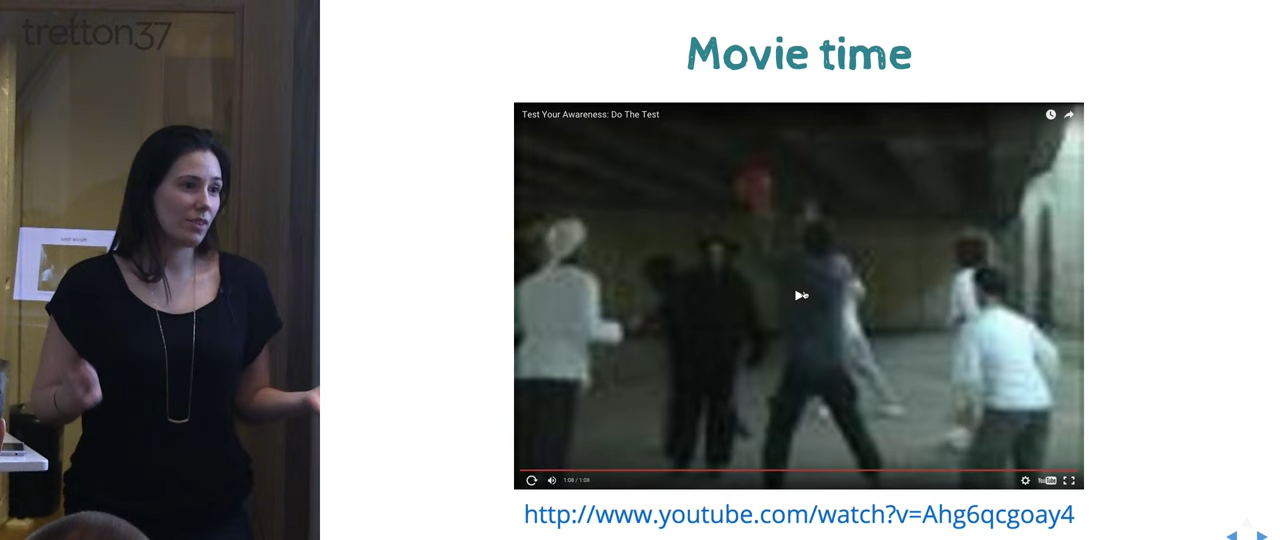 tretton37
Movie time
Test Your Awareness: Do The Test
1:08 / 1:08
YouTube
http://www.youtube.com/watch?v=Ahg6qcgoay4